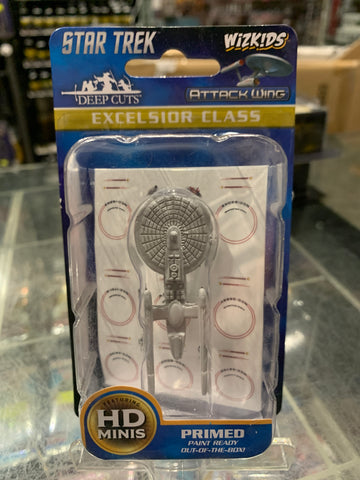 STAR TREK
WIZKIDS
DEEP CUTS
ATTACK WING
EXCELSIOR CLASS
FEATURING
HD
MINIS
PRIMED
PAINT READY
OUT-OF-THE-BOX!